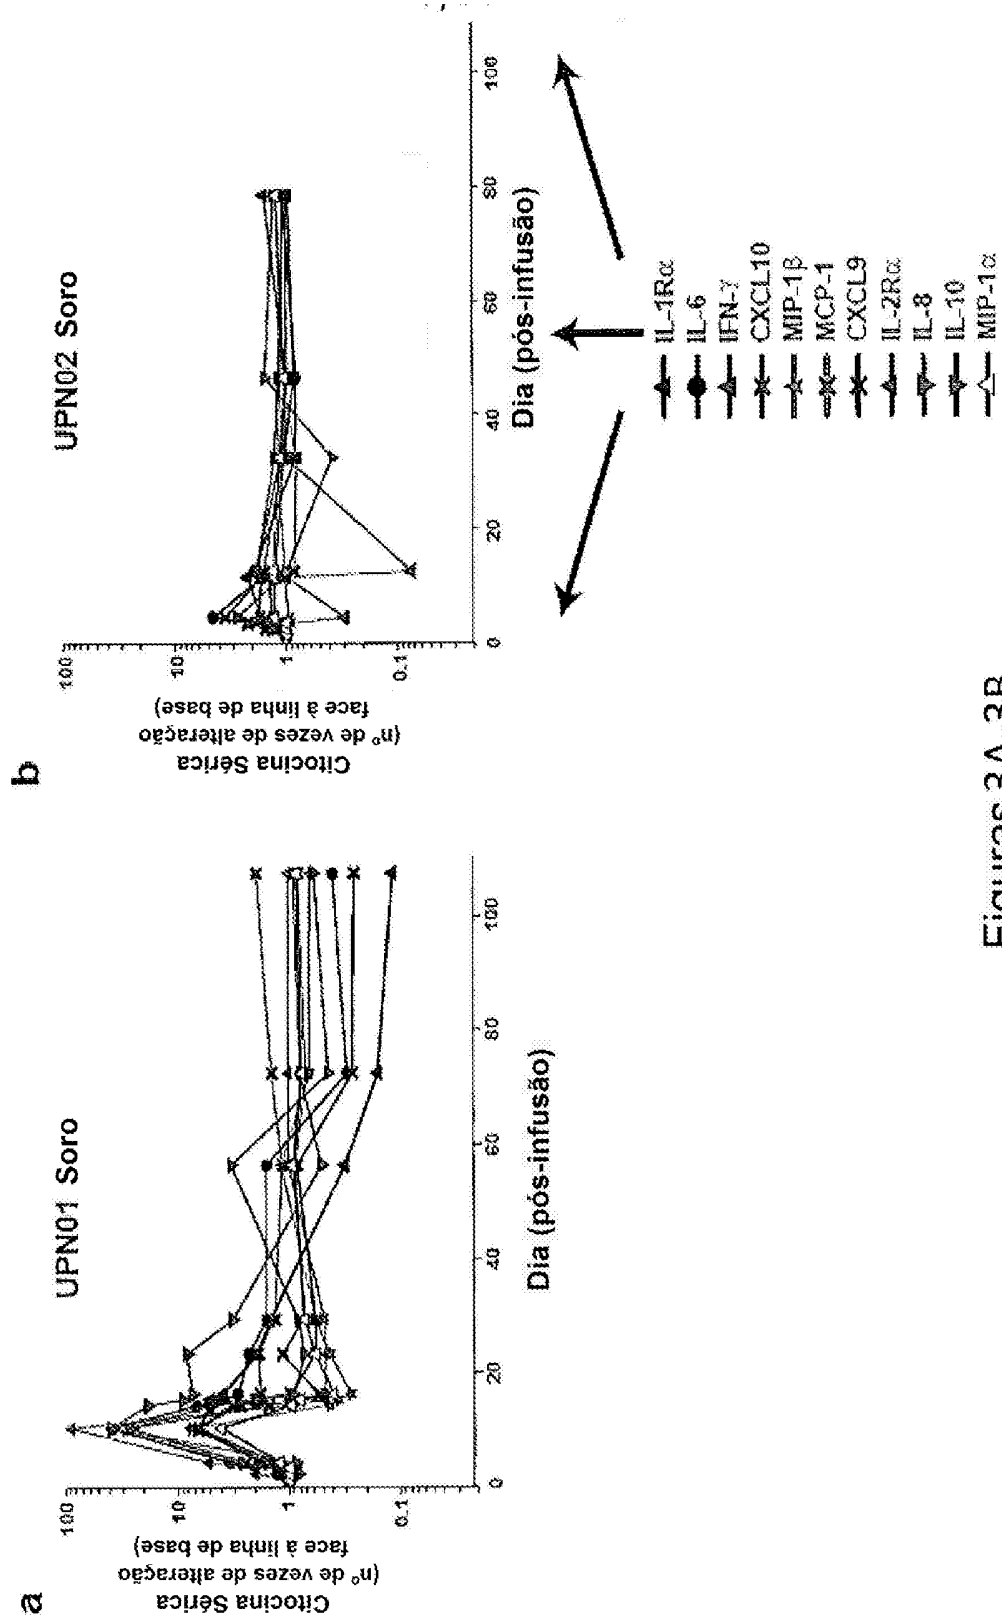 a
UPN01 Soro
Citocina Sérica
(nº de vezes de alteração
face à linha de base)
100
10
1
0.1
0
20
40
60
80
100
Dia (pós-infusão)
b
UPN02 Soro
Citocina Sérica
(nº de vezes de alteração
face à linha de base)
100
10
1
0.1
0
20
40
60
80
100
Dia (pós-infusão)
IL-1Rα
IL-6
IFN-γ
CXCL10
MIP-1β
MCP-1
CXCL9
IL-2Rα
IL-8
IL-10
MIP-1α
Figuras 3A-3B